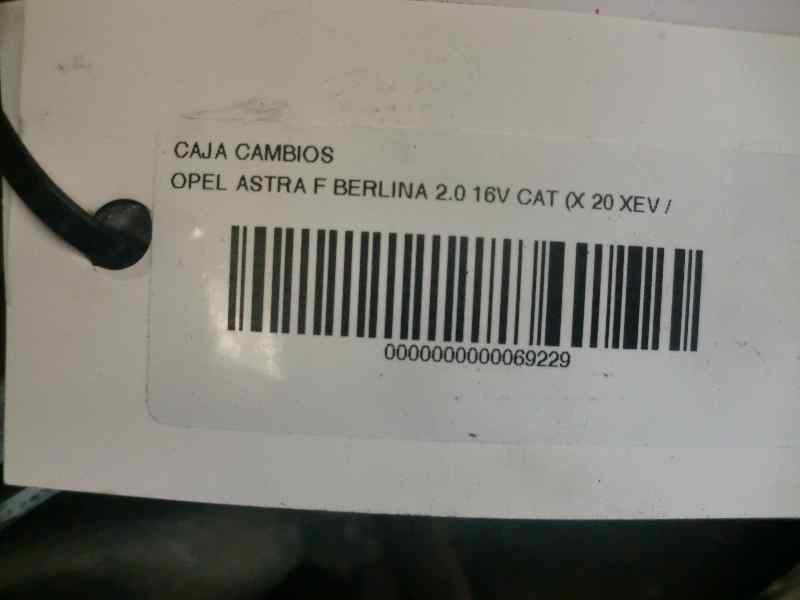 CAJA CAMBIOS
OPEL ASTRA F BERLINA 2.0 16V CAT (X 20 XEV /
0000000000069229